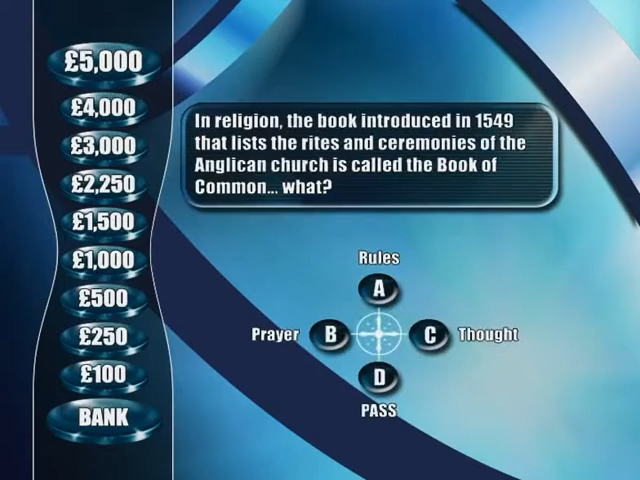 £5,000
£4,000
£3,000
£2,250
£1,500
£1,000
£500
£250
£100
BANK
In religion, the book introduced in 1549
that lists the rites and ceremonies of the
Anglican church is called the Book of
Common... what?
Rules
A
Prayer B C Thought
D
PASS